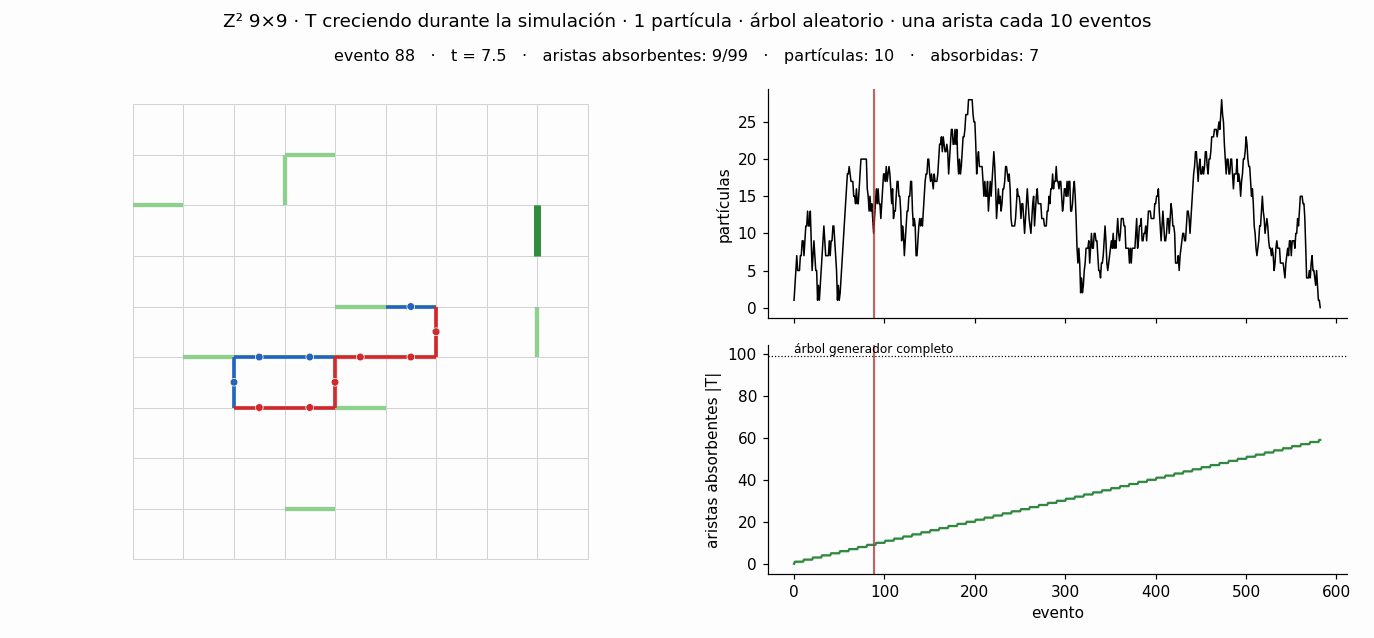 Z² 9×9 · T creciendo durante la simulación · 1 partícula · árbol aleatorio · una arista cada 10 eventos
evento 88 · t = 7.5 · aristas absorbentes: 9/99 · partículas: 10 · absorbidas: 7
partículas
25
20
15
10
5
0
árbol generador completo
aristas absorbentes |T|
100
80
60
40
20
0
0 100 200 300 400 500 600
evento